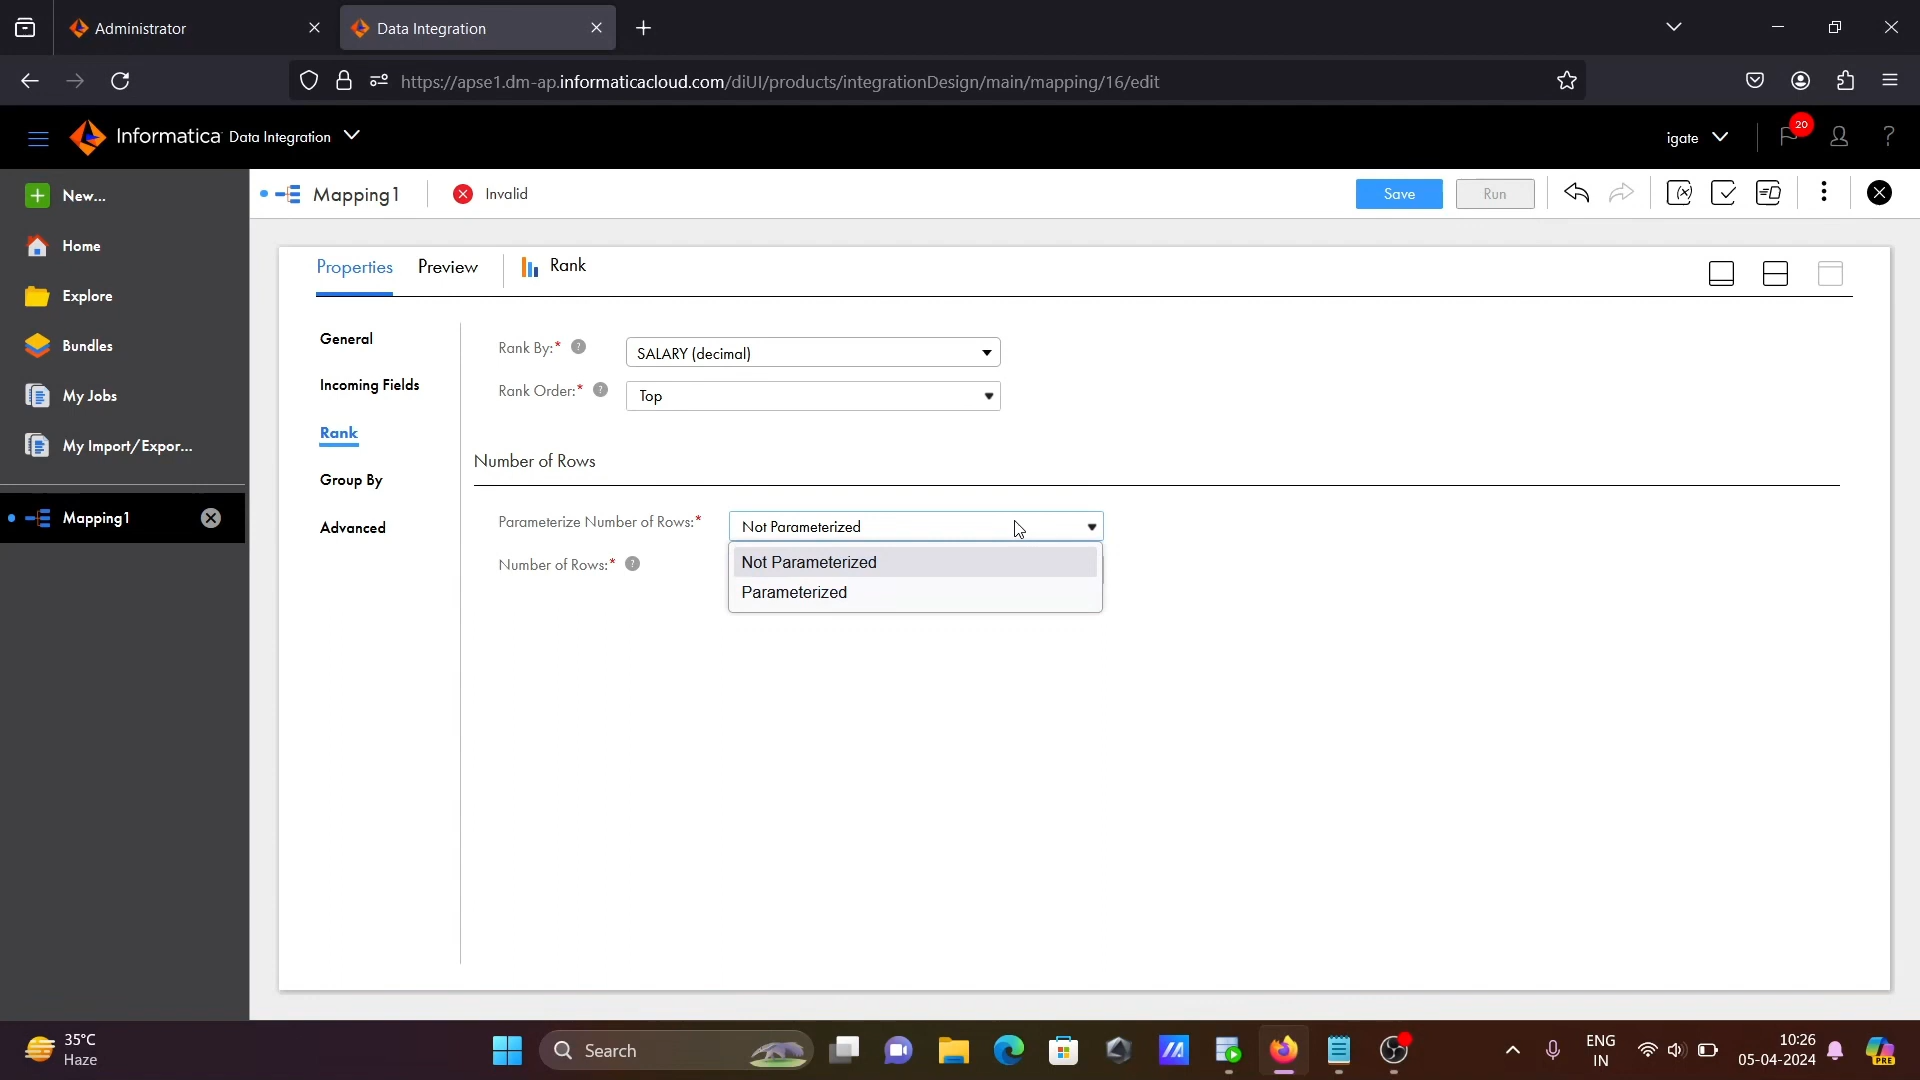 Administrator
Data Integration
https://apse1.dm-ap.informaticacloud.com/diUI/products/integrationDesign/main/mapping/16/edit
Informatica Data Integration
igate
20
?
New...
Mapping1
Invalid
Save
Run
Home
Explore
Bundles
My Jobs
My Import/Expor...
Mapping1
Properties
Preview
Rank
General
Incoming Fields
Rank
Group By
Advanced
Rank By:* ?
SALARY (decimal)
Rank Order:* ?
Top
Number of Rows
Parameterize Number of Rows:*
Not Parameterized
Number of Rows:* ?
Not Parameterized
Parameterized
35°C
Haze
Search
ENG
IN
10:26
05-04-2024
PRE